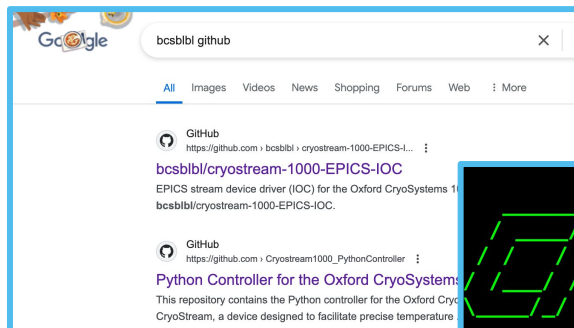 Google
bcsblbl github
All Images Videos News Shopping Forums Web More
GitHub
https://github.com › bcsblbl › cryostream-1000-EPICS-I...
bcsblbl/cryostream-1000-EPICS-IOC
EPICS stream device driver (IOC) for the Oxford CryoSystems 10
bcsblbl/cryostream-1000-EPICS-IOC.
GitHub
https://github.com › Cryostream1000_PythonController
Python Controller for the Oxford CryoSystems
This repository contains the Python controller for the Oxford Cryo
CryoStream, a device designed to facilitate precise temperature